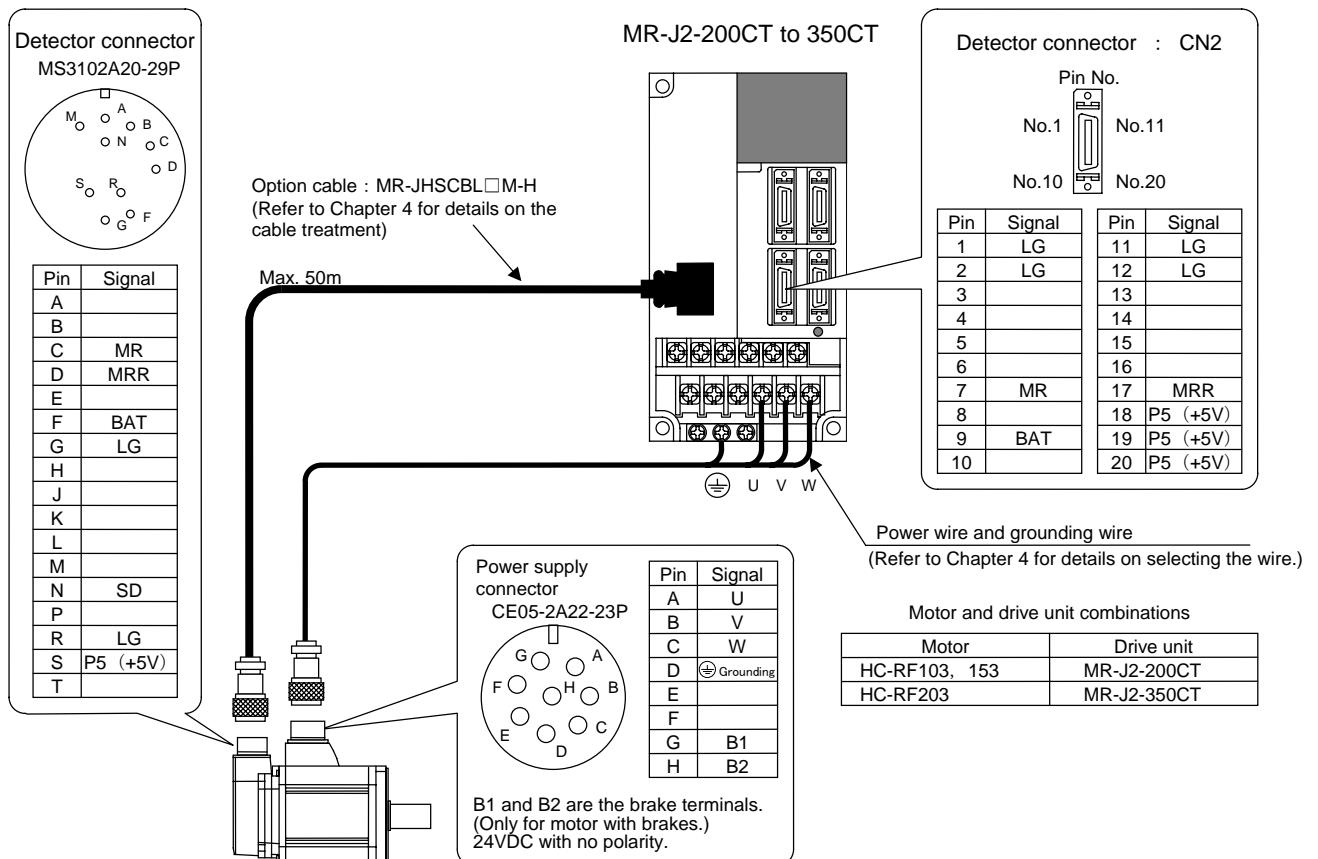 MR-J2-200CT to 350CT
Detector connector
MS3102A20-29P
A
M
B
N
C
D
S
R
F
G
Pin Signal
A
B
C MR
D MRR
E
F BAT
G LG
H
J
K
L
M
N SD
P
R LG
S P5 (+5V)
T
Option cable : MR-JHSCBL□M-H
(Refer to Chapter 4 for details on the
cable treatment)
Max. 50m
U V W
Detector connector : CN2
Pin No.
No.1 No.11
No.10 No.20
Pin Signal Pin Signal
1 LG 11 LG
2 LG 12 LG
3 13
4 14
5 15
6 16
7 MR 17 MRR
8 18 P5 (+5V)
9 BAT 19 P5 (+5V)
10 20 P5 (+5V)
Power wire and grounding wire
(Refer to Chapter 4 for details on selecting the wire.)
Power supply
connector
CE05-2A22-23P
G A
F H B
E C
D
Pin Signal
A U
B V
C W
D Grounding
E
F
G B1
H B2
B1 and B2 are the brake terminals.
(Only for motor with brakes.)
24VDC with no polarity.
Motor and drive unit combinations
Motor Drive unit
HC-RF103, 153 MR-J2-200CT
HC-RF203 MR-J2-350CT